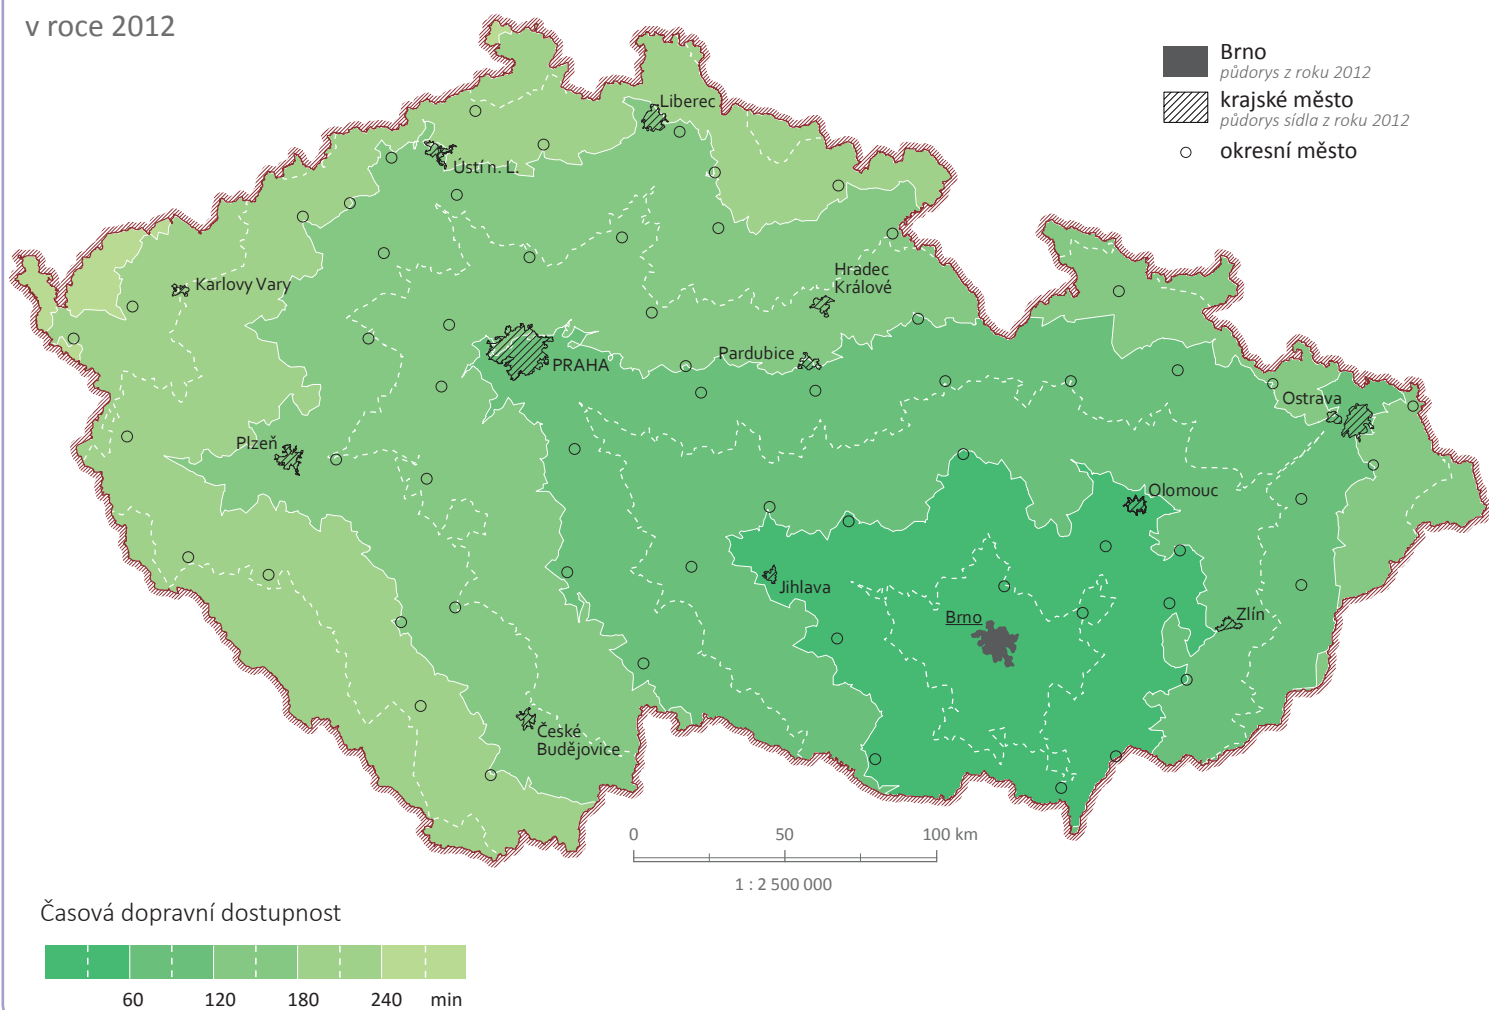 v roce 2012
Brno
půdorys z roku 2012
krajské město
půdorys sídla z roku 2012
okresní město
Liberec
Ústí n. L.
Karlovy Vary
Hradec
Králové
PRAHA
Pardubice
Ostrava
Plzeň
Olomouc
Jihlava
Brno
Zlín
České
Budějovice
0 50 100 km
1 : 2 500 000
Časová dopravní dostupnost
60 120 180 240 min